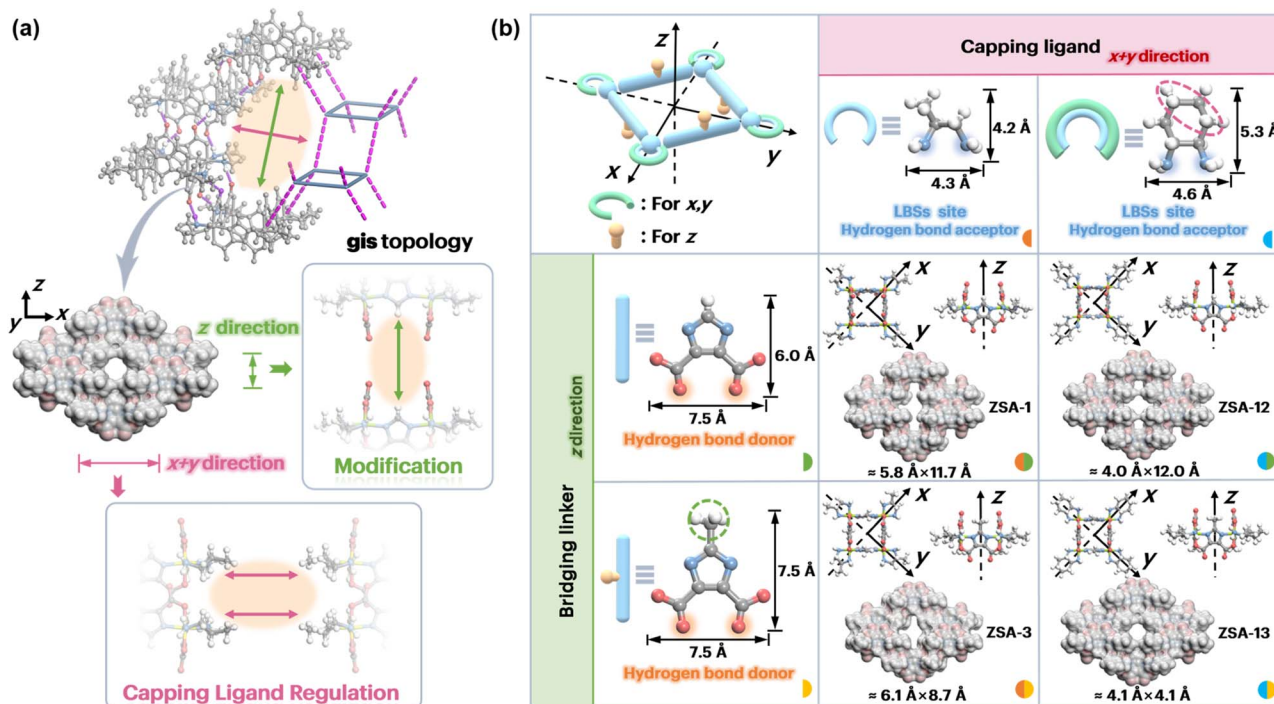 (a)
gis topology
z
y
x
z direction
x+y direction
Modification
Capping Ligand Regulation
(b)
z
y
x
: For x,y
: For z
Capping ligand x+y direction
4.2 Å
4.3 Å
LBSs site
Hydrogen bond acceptor
5.3 Å
4.6 Å
LBSs site
Hydrogen bond acceptor
Bridging linker
z direction
6.0 Å
7.5 Å
Hydrogen bond donor
x
y
z
ZSA-1
≈ 5.8 Å×11.7 Å
x
y
z
ZSA-12
≈ 4.0 Å×12.0 Å
7.5 Å
7.5 Å
Hydrogen bond donor
x
y
z
ZSA-3
≈ 6.1 Å×8.7 Å
x
y
z
ZSA-13
≈ 4.1 Å×4.1 Å